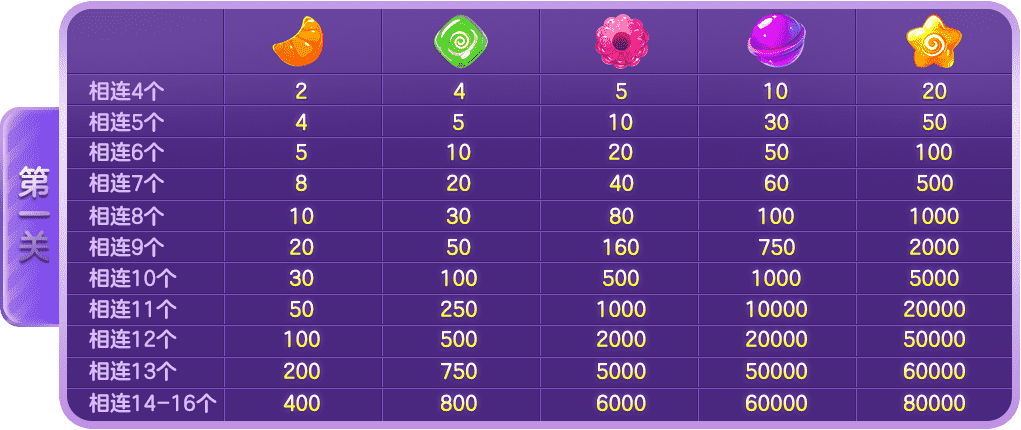 第一关
相连4个 2 4 5 10 20
相连5个 4 5 10 30 50
相连6个 5 10 20 50 100
相连7个 8 20 40 60 500
相连8个 10 30 80 100 1000
相连9个 20 50 160 750 2000
相连10个 30 100 500 1000 5000
相连11个 50 250 1000 10000 20000
相连12个 100 500 2000 20000 50000
相连13个 200 750 5000 50000 60000
相连14-16个 400 800 6000 60000 80000